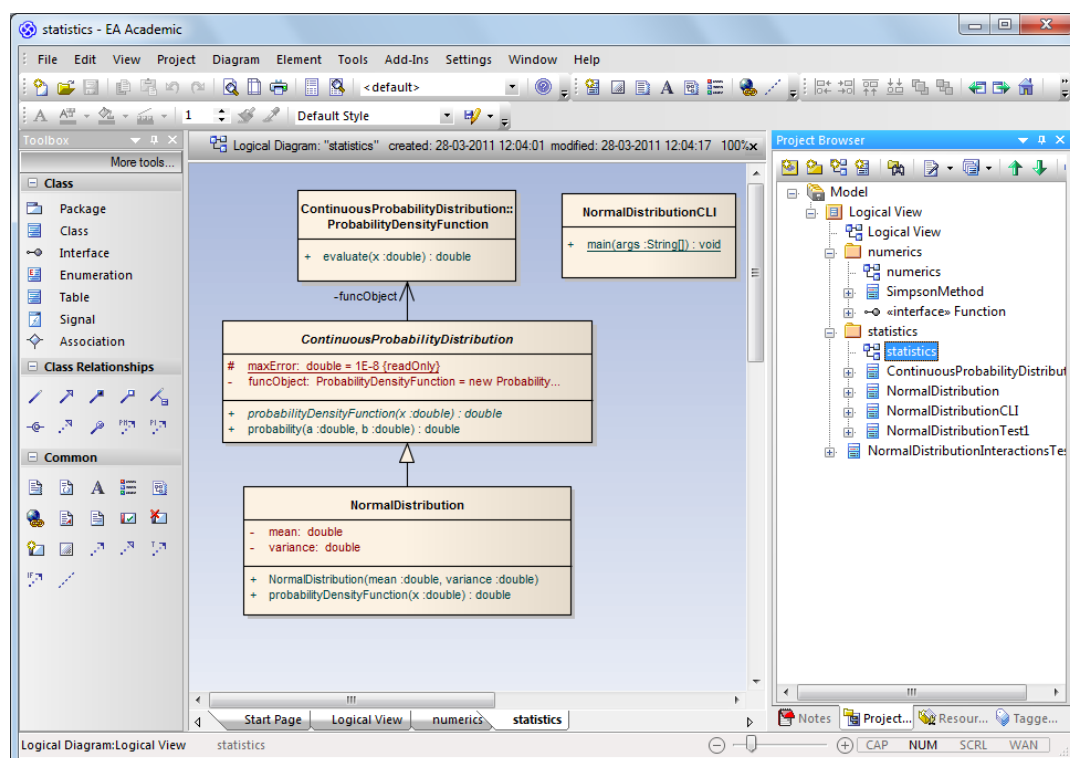 statistics - EA Academic
File Edit View Project Diagram Element Tools Add-Ins Settings Window Help
<default>
1 Default Style
Toolbox
More tools...
Class
Package
Class
Interface
Enumeration
Table
Signal
Association
Class Relationships
Common
Logical Diagram: "statistics" created: 28-03-2011 12:04:01 modified: 28-03-2011 12:04:17 100%
ContinuousProbabilityDistribution::
ProbabilityDensityFunction
+ evaluate(x :double) : double
NormalDistributionCLI
+ main(args :String[]) : void
-funcObject
ContinuousProbabilityDistribution
# maxError: double = 1E-8 {readOnly}
- funcObject: ProbabilityDensityFunction = new Probability...
+ probabilityDensityFunction(x :double) : double
+ probability(a :double, b :double) : double
NormalDistribution
- mean: double
- variance: double
+ NormalDistribution(mean :double, variance :double)
+ probabilityDensityFunction(x :double) : double
Start Page Logical View numerics statistics
Project Browser
Model
Logical View
Logical View
numerics
numerics
SimpsonMethod
«interface» Function
statistics
statistics
ContinuousProbabilityDistribut
NormalDistribution
NormalDistributionCLI
NormalDistributionTest1
NormalDistributionInteractionsTes
Notes Project... Resour... Tagge...
Logical Diagram:Logical View statistics CAP NUM SCRL WAN